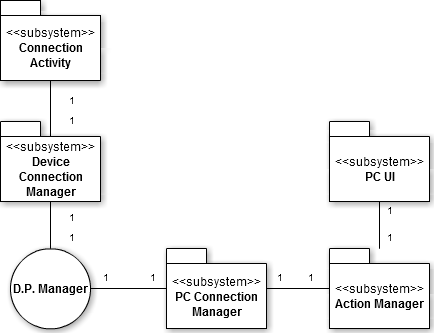 <<subsystem>>
Connection
Activity
1
1
<<subsystem>>
Device
Connection
Manager
<<subsystem>>
PC UI
1
1
1
1
D.P. Manager
1
1
<<subsystem>>
PC Connection
Manager
1
1
<<subsystem>>
Action Manager